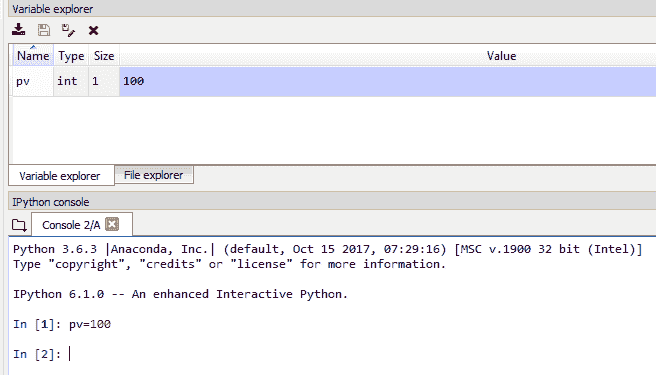 Variable explorer
Name Type Size Value
pv int 1 100
Variable explorer File explorer
IPython console
Console 2/A
Python 3.6.3 |Anaconda, Inc.| (default, Oct 15 2017, 07:29:16) [MSC v.1900 32 bit (Intel)]
Type "copyright", "credits" or "license" for more information.
IPython 6.1.0 -- An enhanced Interactive Python.
In [1]: pv=100
In [2]: